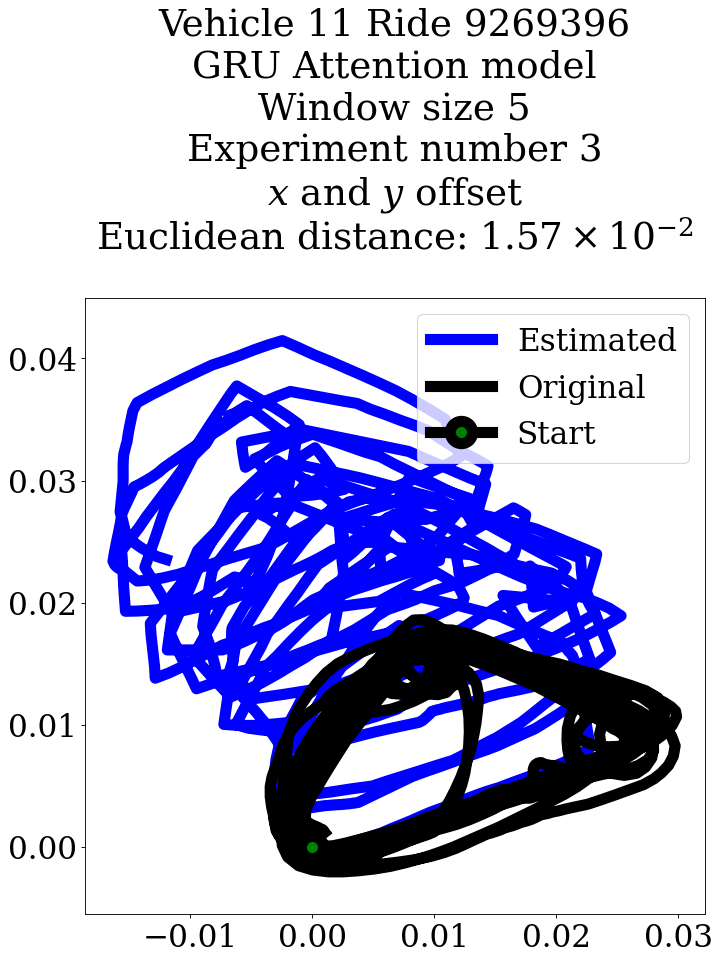 Vehicle 11 Ride 9269396
GRU Attention model
Window size 5
Experiment number 3
x and y offset
Euclidean distance: 1.57 × 10⁻²
Estimated
Original
Start
0.04
0.03
0.02
0.01
0.00
−0.01 0.00 0.01 0.02 0.03